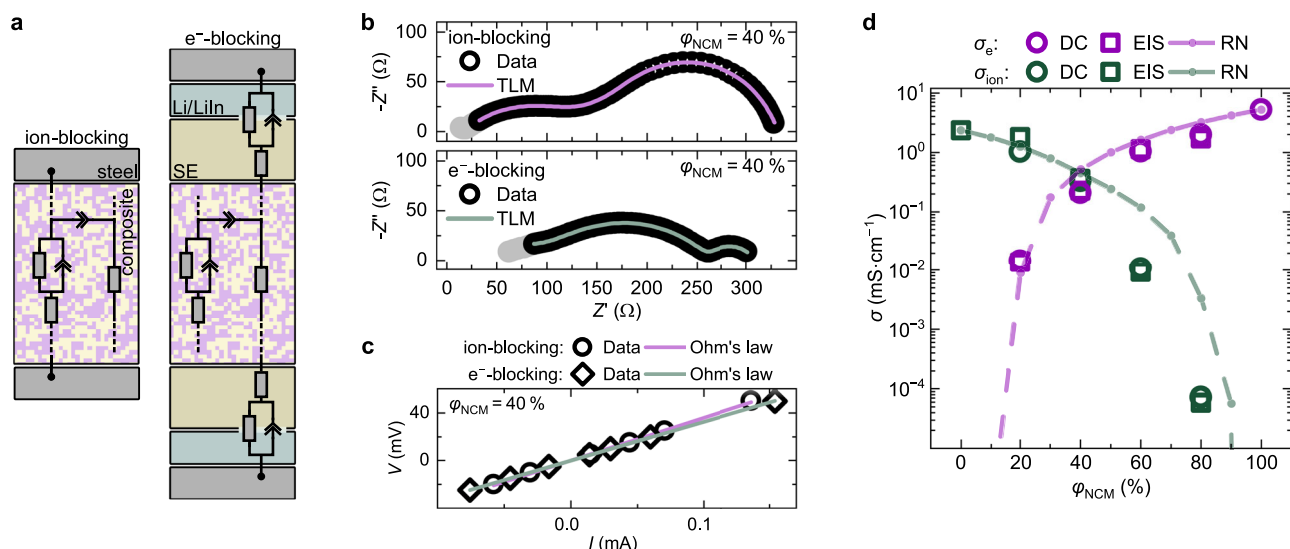 a
e⁻-blocking
Li/LiIn
ion-blocking
steel
SE
composite
b
ion-blocking
φNCM = 40 %
Data
TLM
-Z'' (Ω)
100
50
0
e⁻-blocking
φNCM = 40 %
Data
TLM
-Z'' (Ω)
100
50
0
0 50 100 150 200 250 300
Z' (Ω)
c
ion-blocking: Data Ohm's law
e⁻-blocking: Data Ohm's law
φNCM = 40 %
V (mV)
40
0
0.0 0.1
I (mA)
d
σe: DC EIS RN
σion: DC EIS RN
σ (mS·cm⁻¹)
10¹
10⁰
10⁻¹
10⁻²
10⁻³
10⁻⁴
0 20 40 60 80 100
φNCM (%)